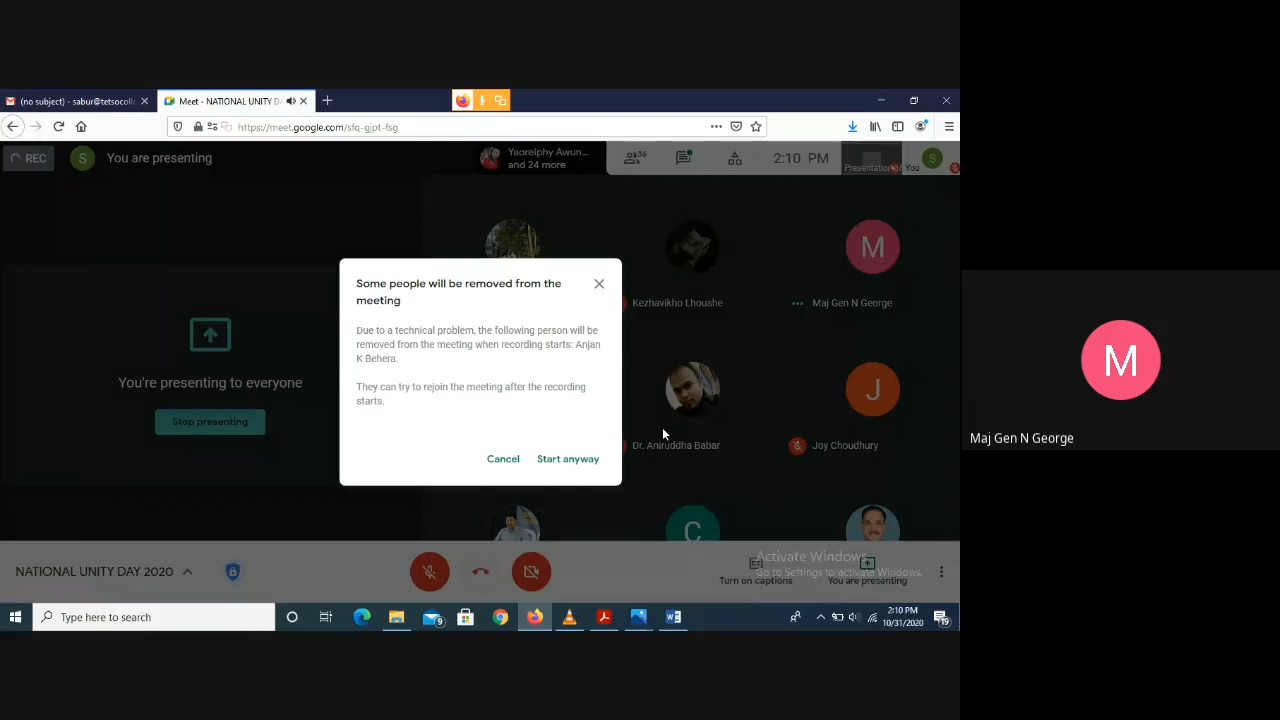 (no subject) - sabur@tetsocoll
Meet - NATIONAL UNITY D
https://meet.google.com/sfq-gjpt-fsg
REC
S
You are presenting
Yaoreiphy Awun...
and 24 more
36
2:10 PM
Presentation
You
S
M
Kezhavikho Lhoushe
Maj Gen N George
Some people will be removed from the
meeting
Due to a technical problem, the following person will be
removed from the meeting when recording starts: Anjan
K Behera.
They can try to rejoin the meeting after the recording
starts.
Cancel
Start anyway
You're presenting to everyone
Stop presenting
J
Dr. Aniruddha Babar
Joy Choudhury
C
M
Maj Gen N George
NATIONAL UNITY DAY 2020
Turn on captions
You are presenting
Activate Windows
Go to Settings to activate Windows.
Type here to search
9
2:10 PM
10/31/2020
19